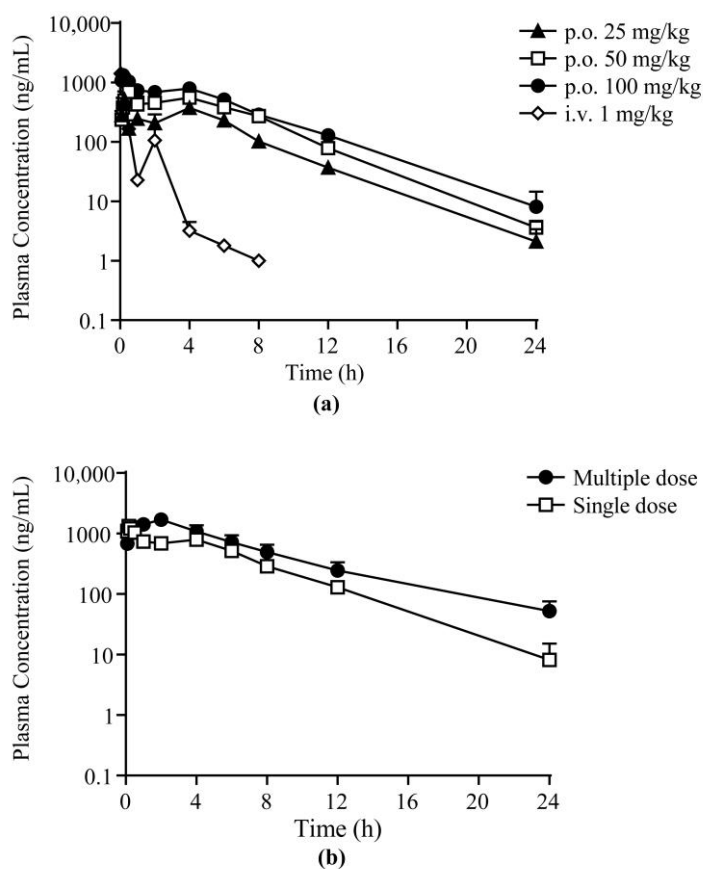 10,000
1000
100
10
1
0.1
Plasma Concentration (ng/mL)
0 4 8 12 16 20 24
Time (h)
p.o. 25 mg/kg
p.o. 50 mg/kg
p.o. 100 mg/kg
i.v. 1 mg/kg
(a)
10,000
1000
100
10
1
0.1
Plasma Concentration (ng/mL)
0 4 8 12 16 20 24
Time (h)
Multiple dose
Single dose
(b)